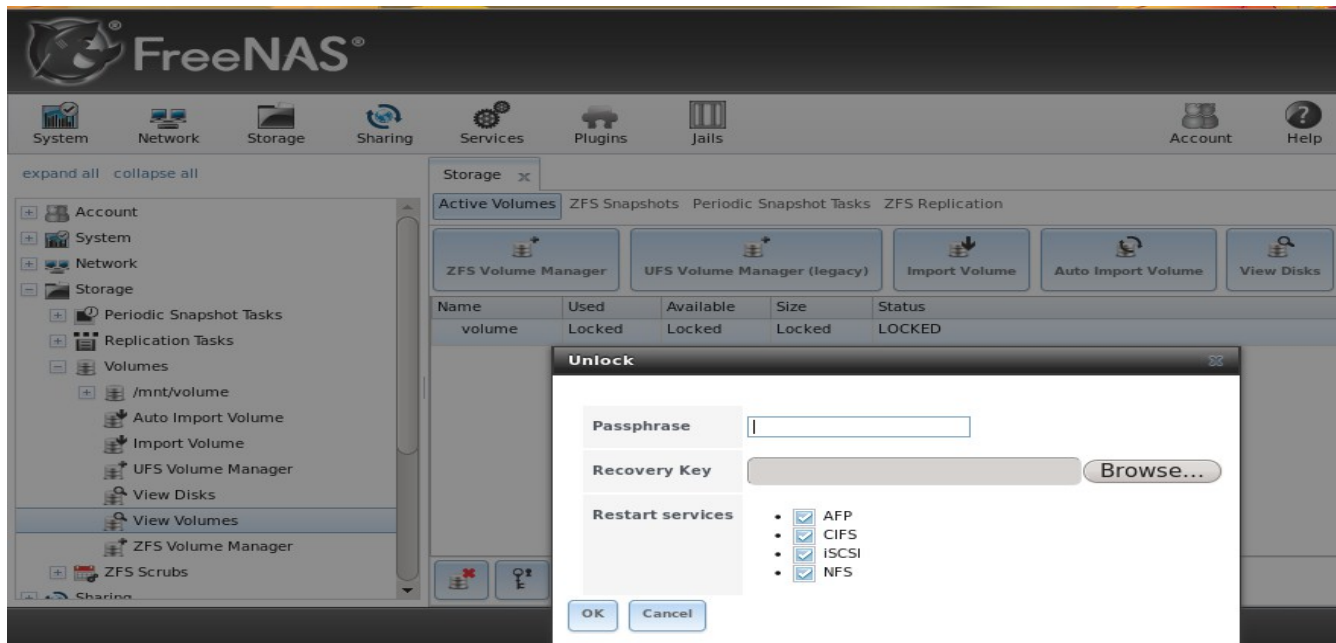 FreeNAS®
System Network Storage Sharing Services Plugins Jails Account Help
expand all collapse all
Storage
Active Volumes ZFS Snapshots Periodic Snapshot Tasks ZFS Replication
ZFS Volume Manager UFS Volume Manager (legacy) Import Volume Auto Import Volume View Disks
Name Used Available Size Status
volume Locked Locked Locked LOCKED
Account
System
Network
Storage
Periodic Snapshot Tasks
Replication Tasks
Volumes
/mnt/volume
Auto Import Volume
Import Volume
UFS Volume Manager
View Disks
View Volumes
ZFS Volume Manager
ZFS Scrubs
Sharing
Unlock
Passphrase
Recovery Key Browse...
Restart services
• AFP
• CIFS
• iSCSI
• NFS
OK Cancel